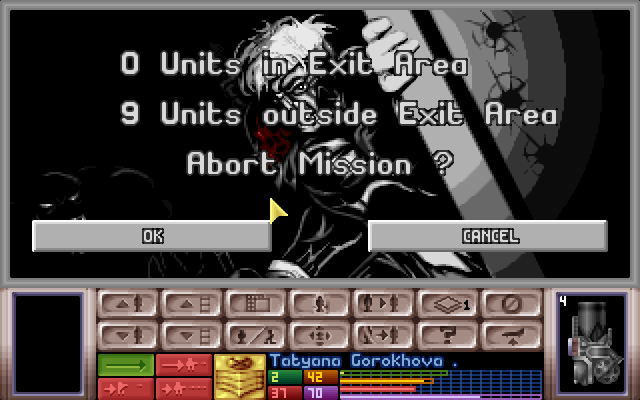 0 Units in Exit Area
9 Units outside Exit Area
Abort Mission ?
OK
CANCEL
1
4
Tatyana Gorokhova .
2 42
37 70